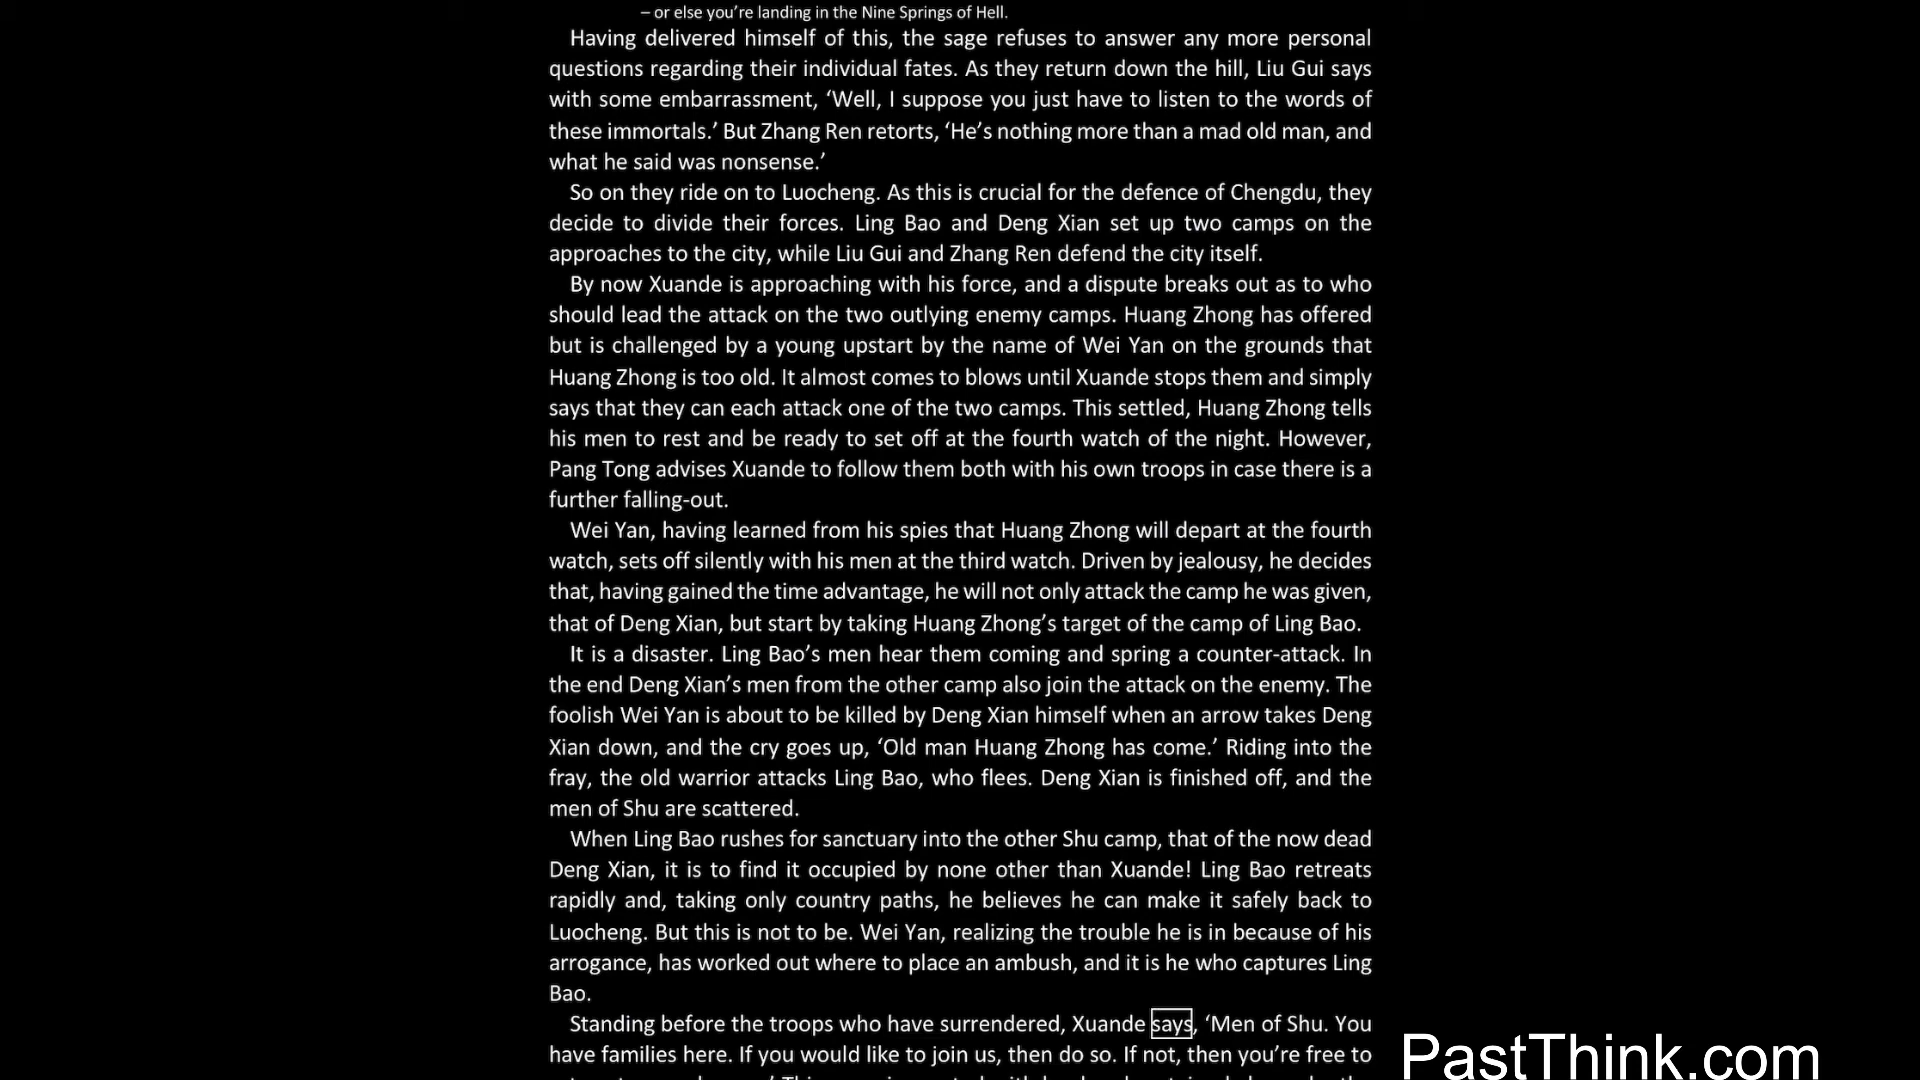 – or else you’re landing in the Nine Springs of Hell.
Having delivered himself of this, the sage refuses to answer any more personal
questions regarding their individual fates. As they return down the hill, Liu Gui says
with some embarrassment, ‘Well, I suppose you just have to listen to the words of
these immortals.’ But Zhang Ren retorts, ‘He’s nothing more than a mad old man, and
what he said was nonsense.’
So on they ride on to Luocheng. As this is crucial for the defence of Chengdu, they
decide to divide their forces. Ling Bao and Deng Xian set up two camps on the
approaches to the city, while Liu Gui and Zhang Ren defend the city itself.
By now Xuande is approaching with his force, and a dispute breaks out as to who
should lead the attack on the two outlying enemy camps. Huang Zhong has offered
but is challenged by a young upstart by the name of Wei Yan on the grounds that
Huang Zhong is too old. It almost comes to blows until Xuande stops them and simply
says that they can each attack one of the two camps. This settled, Huang Zhong tells
his men to rest and be ready to set off at the fourth watch of the night. However,
Pang Tong advises Xuande to follow them both with his own troops in case there is a
further falling-out.
Wei Yan, having learned from his spies that Huang Zhong will depart at the fourth
watch, sets off silently with his men at the third watch. Driven by jealousy, he decides
that, having gained the time advantage, he will not only attack the camp he was given,
that of Deng Xian, but start by taking Huang Zhong’s target of the camp of Ling Bao.
It is a disaster. Ling Bao’s men hear them coming and spring a counter-attack. In
the end Deng Xian’s men from the other camp also join the attack on the enemy. The
foolish Wei Yan is about to be killed by Deng Xian himself when an arrow takes Deng
Xian down, and the cry goes up, ‘Old man Huang Zhong has come.’ Riding into the
fray, the old warrior attacks Ling Bao, who flees. Deng Xian is finished off, and the
men of Shu are scattered.
When Ling Bao rushes for sanctuary into the other Shu camp, that of the now dead
Deng Xian, it is to find it occupied by none other than Xuande! Ling Bao retreats
rapidly and, taking only country paths, he believes he can make it safely back to
Luocheng. But this is not to be. Wei Yan, realizing the trouble he is in because of his
arrogance, has worked out where to place an ambush, and it is he who captures Ling
Bao.
Standing before the troops who have surrendered, Xuande says, ‘Men of Shu. You
have families here. If you would like to join us, then do so. If not, then you’re free to
PastThink.com